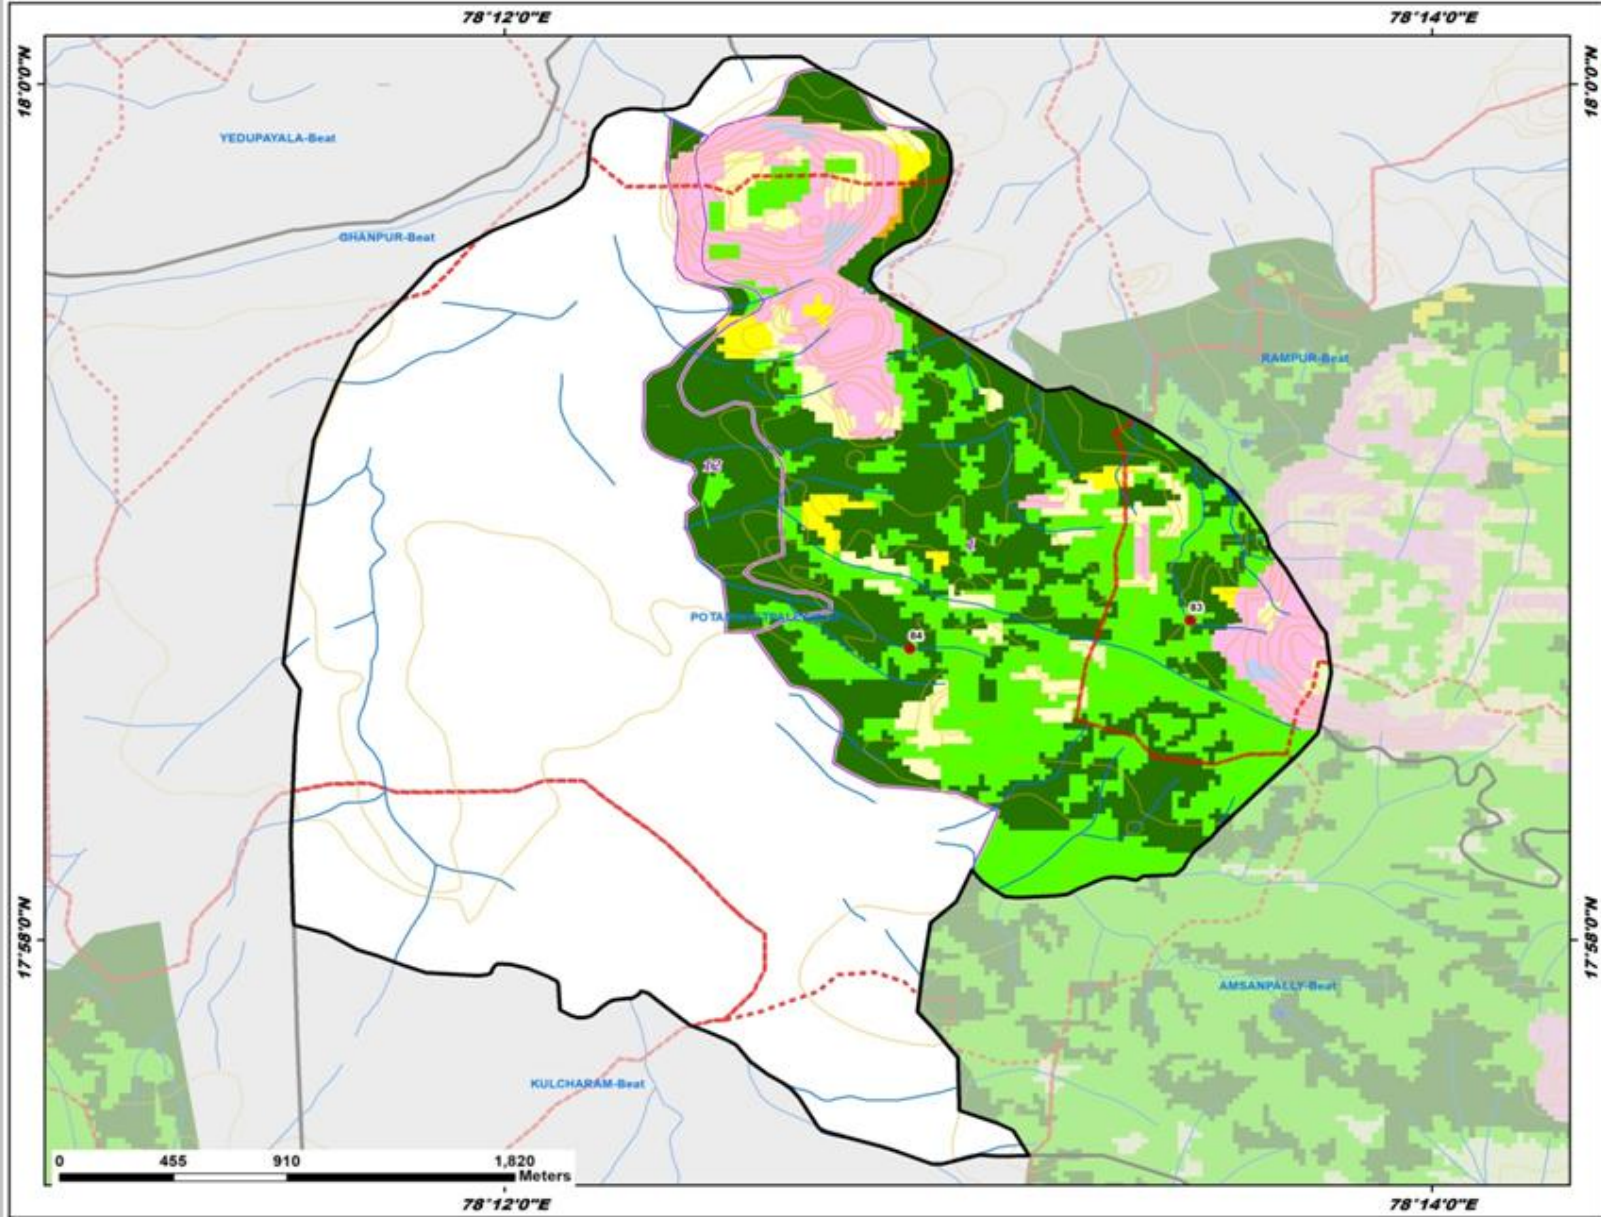 78°12'0"E
78°14'0"E
18°0'0"N
18°0'0"N
YEDUPAYALA-Beat
GHANPUR-Beat
RAMPUR-Beat
12
1
83
84
17°58'0"N
17°58'0"N
AMSANPALLY-Beat
KULCHARAM-Beat
0
455
910
1,820
Meters
78°12'0"E
78°14'0"E